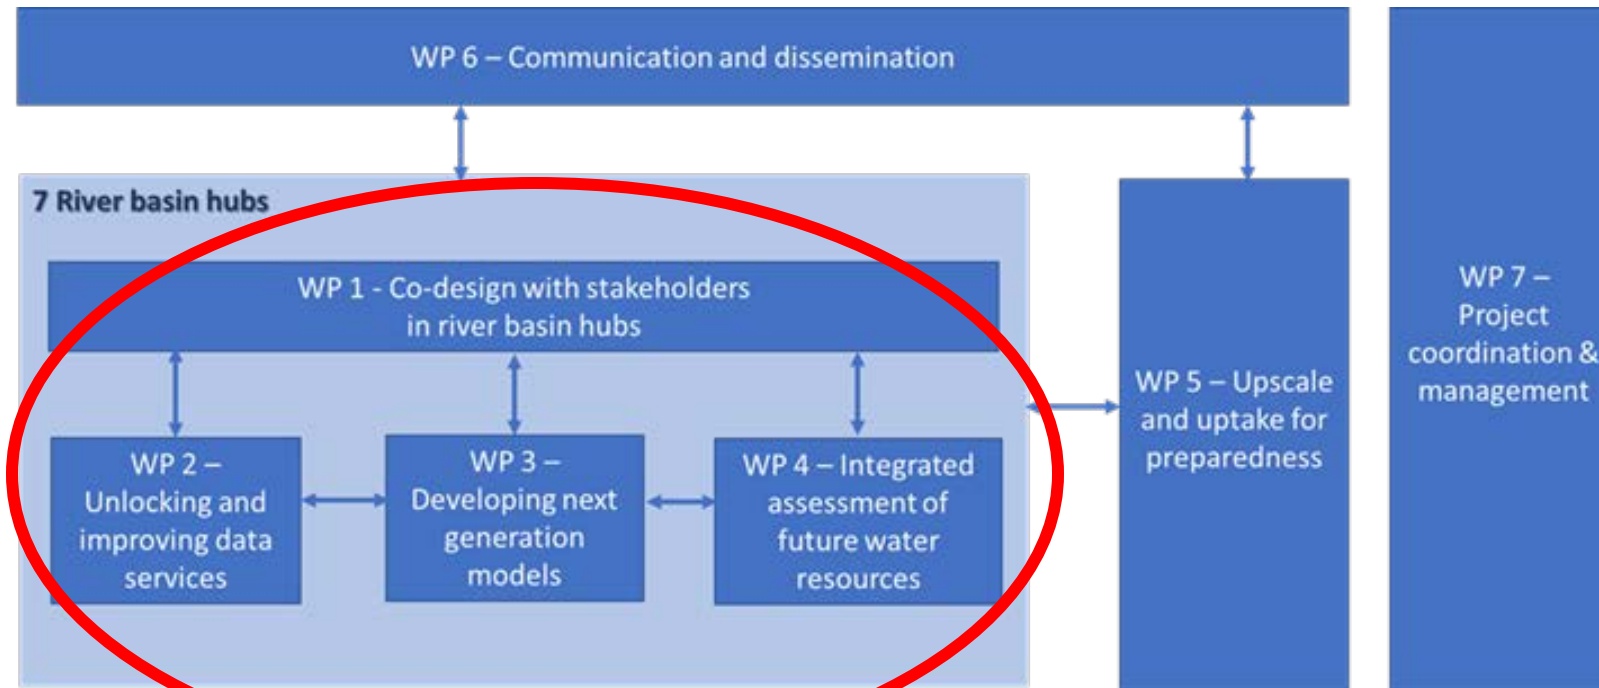 WP 6 – Communication and dissemination
7 River basin hubs
WP 1 - Co-design with stakeholders
in river basin hubs
WP 2 –
Unlocking and
improving data
services
WP 3 –
Developing next
generation
models
WP 4 – Integrated
assessment of
future water
resources
WP 5 – Upscale
and uptake for
preparedness
WP 7 –
Project
coordination &
management